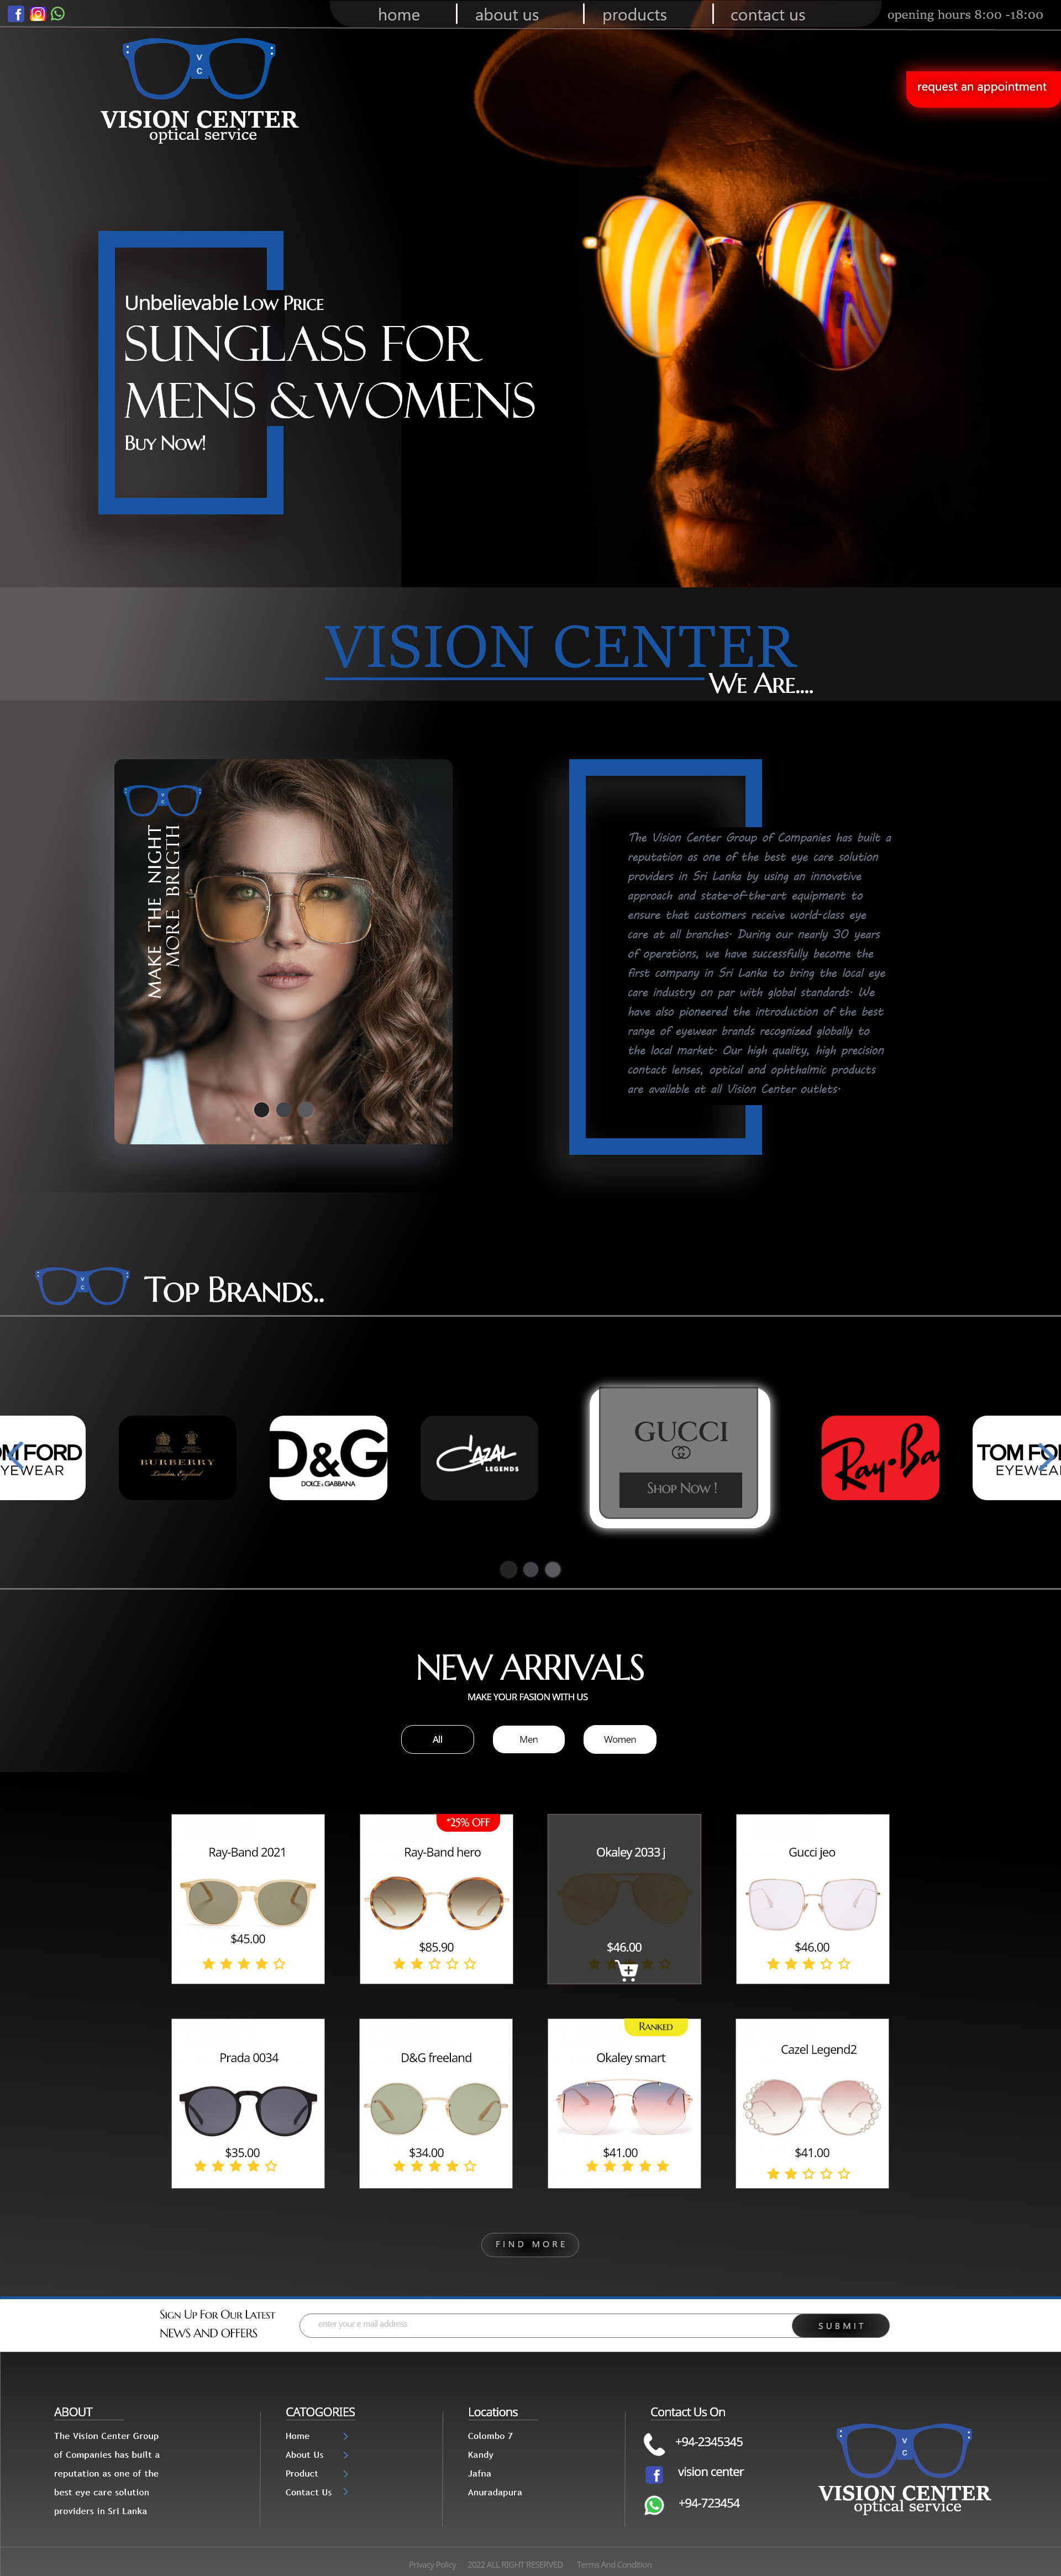 home
about us
products
contact us
opening hours 8:00 -18:00
V
C
VISION CENTER
optical service
request an appointment
Unbelievable Low Price
SUNGLASS FOR
MENS &WOMENS
Buy Now!
VISION CENTER
We Are....
V
C
MAKE THE NIGHT
MORE BRIGTH
The Vision Center Group of Companies has built a
reputation as one of the best eye care solution
providers in Sri Lanka by using an innovative
approach and state-of-the-art equipment to
ensure that customers receive world-class eye
care at all branches. During our nearly 30 years
of operations, we have successfully become the
first company in Sri Lanka to bring the local eye
care industry on par with global standards. We
have also pioneered the introduction of the best
range of eyewear brands recognized globally to
the local market. Our high quality, high precision
contact lenses, optical and ophthalmic products
are available at all Vision Center outlets.
V
C
Top Brands..
OM FORD
YEWEAR
BURBERRY
London, England
D&G
DOLCE & GABBANA
CAZAL
LEGENDS
GUCCI
Shop Now !
Ray-Ba
TOM FO
EYEWEA
NEW ARRIVALS
MAKE YOUR FASION WITH US
All
Men
Women
Ray-Band 2021
$45.00
*25% OFF
Ray-Band hero
$85.90
Okaley 2033 j
$46.00
Gucci jeo
$46.00
Prada 0034
$35.00
D&G freeland
$34.00
Ranked
Okaley smart
$41.00
Cazel Legend2
$41.00
FIND MORE
Sign Up For Our Latest
NEWS AND OFFERS
enter your e mail address
SUBMIT
ABOUT
The Vision Center Group
of Companies has built a
reputation as one of the
best eye care solution
providers in Sri Lanka
CATOGORIES
Home
About Us
Product
Contact Us
Locations
Colombo 7
Kandy
Jafna
Anuradapura
Contact Us On
+94-2345345
vision center
+94-723454
V
C
VISION CENTER
optical service
Privacy Policy
2022 ALL RIGHT RESERVED
Terms And Condition